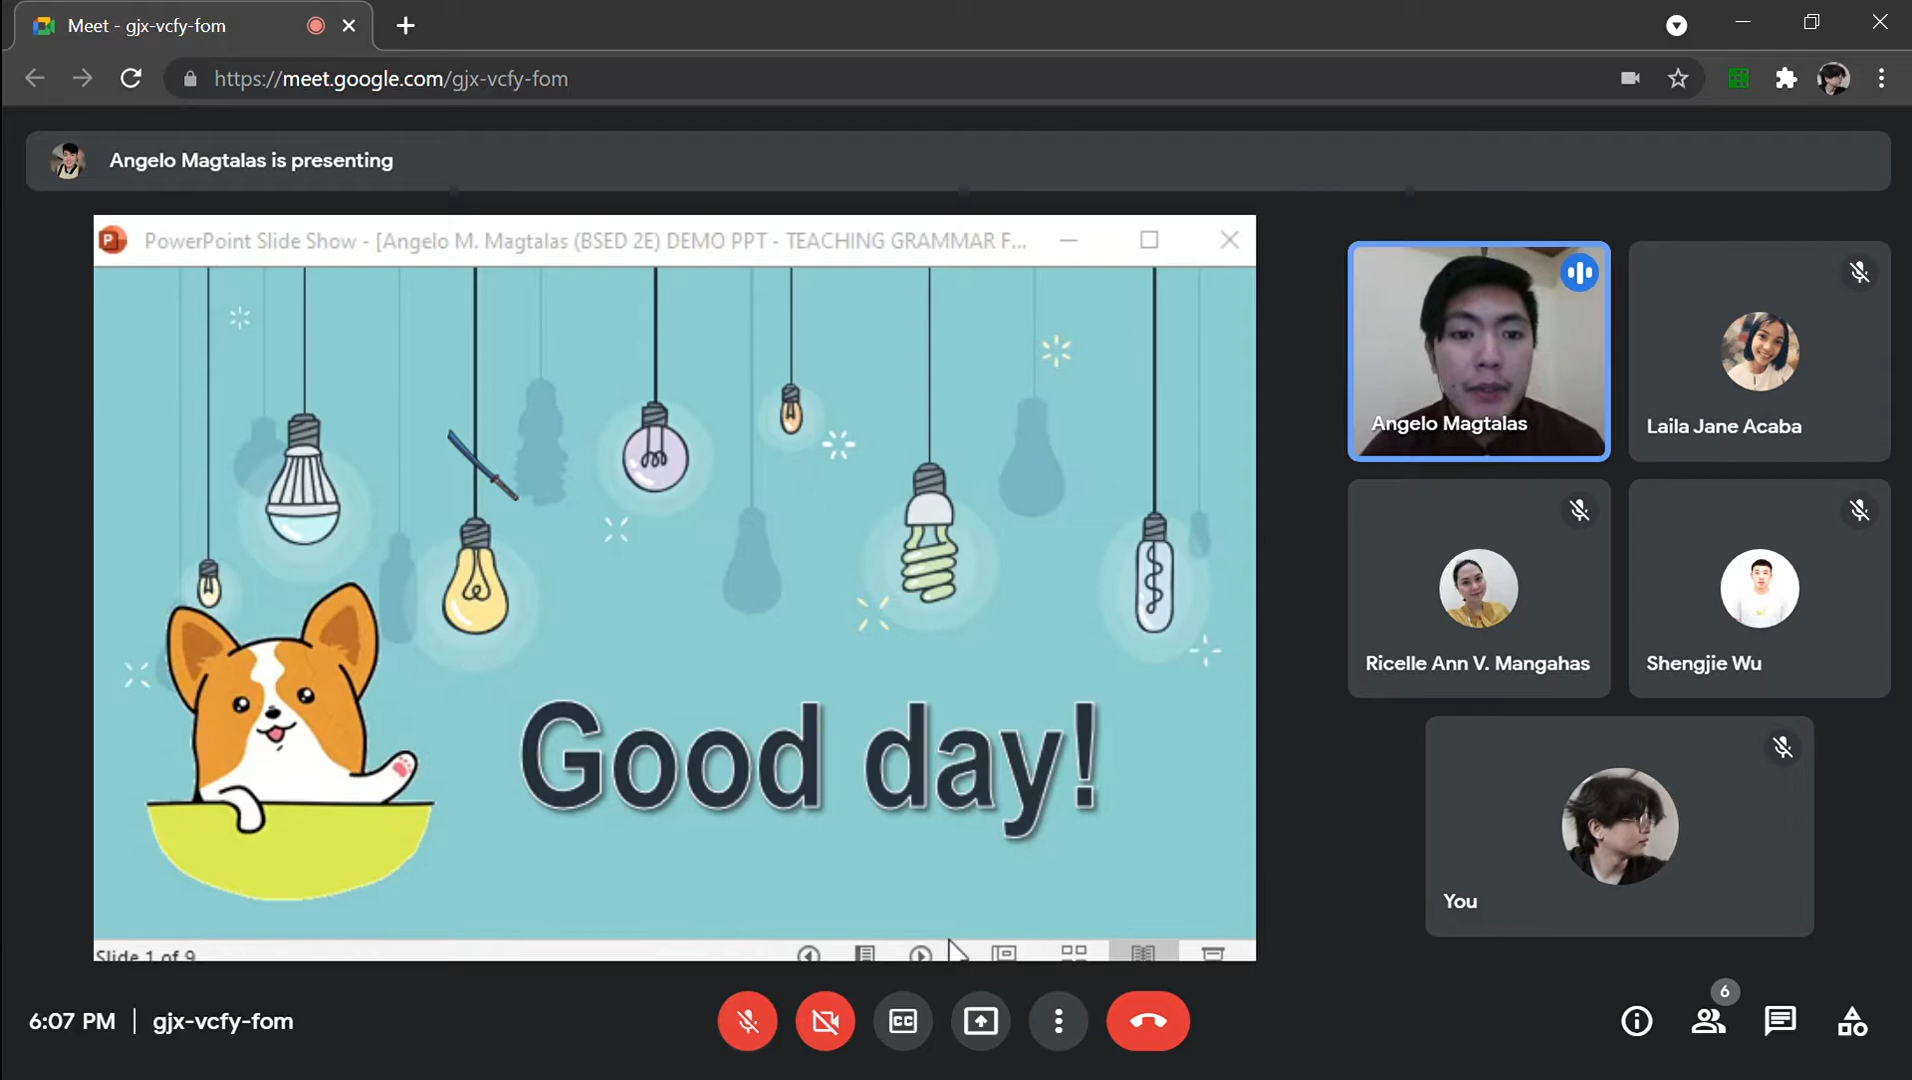 Meet - gjx-vcfy-fom
https://meet.google.com/gjx-vcfy-fom
Angelo Magtalas is presenting
PowerPoint Slide Show - [Angelo M. Magtalas (BSED 2E) DEMO PPT - TEACHING GRAMMAR F...
Good day!
Slide 1 of 9
Angelo Magtalas
Laila Jane Acaba
Ricelle Ann V. Mangahas
Shengjie Wu
You
6:07 PM
gjx-vcfy-fom
CC
6